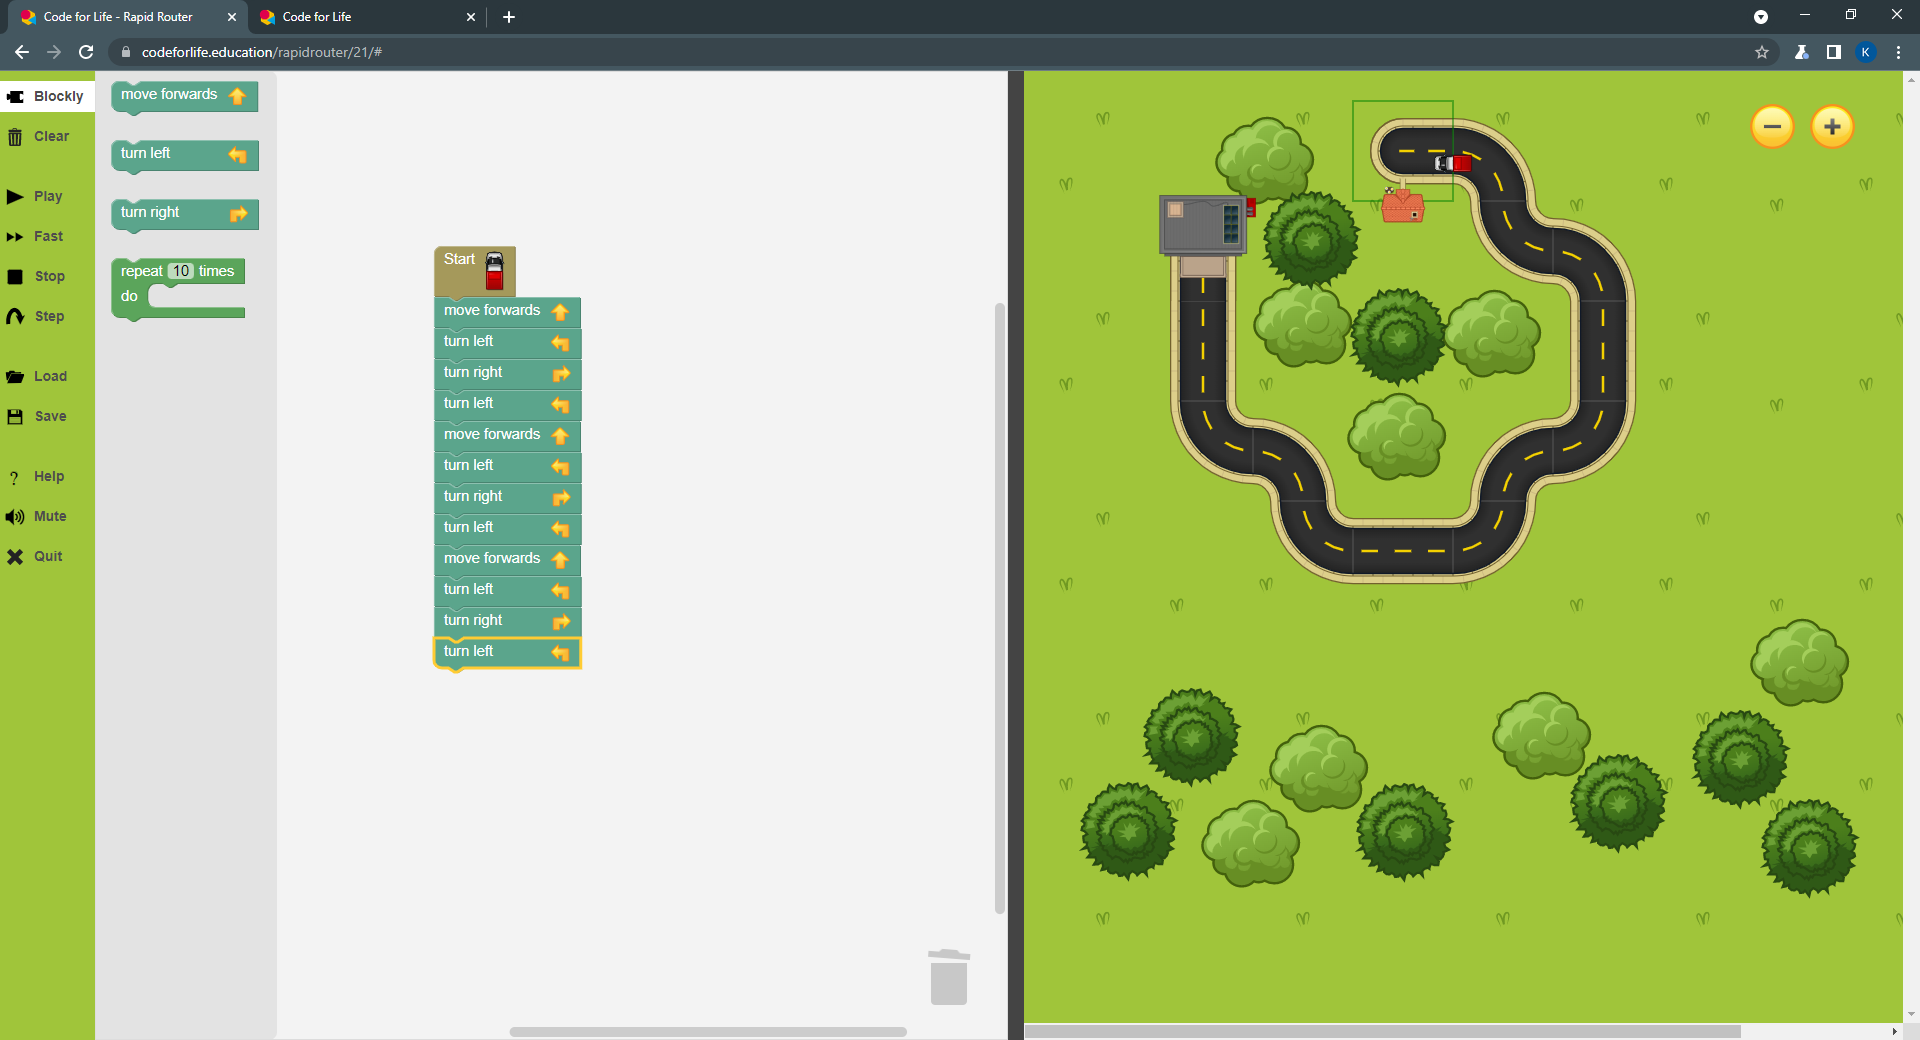 Code for Life - Rapid Router
Code for Life
codeforlife.education/rapidrouter/21/#
K
Blockly
Clear
Play
Fast
Stop
Step
Load
Save
Help
Mute
Quit
move forwards
turn left
turn right
repeat 10 times
do
Start
move forwards
turn left
turn right
turn left
move forwards
turn left
turn right
turn left
move forwards
turn left
turn right
turn left